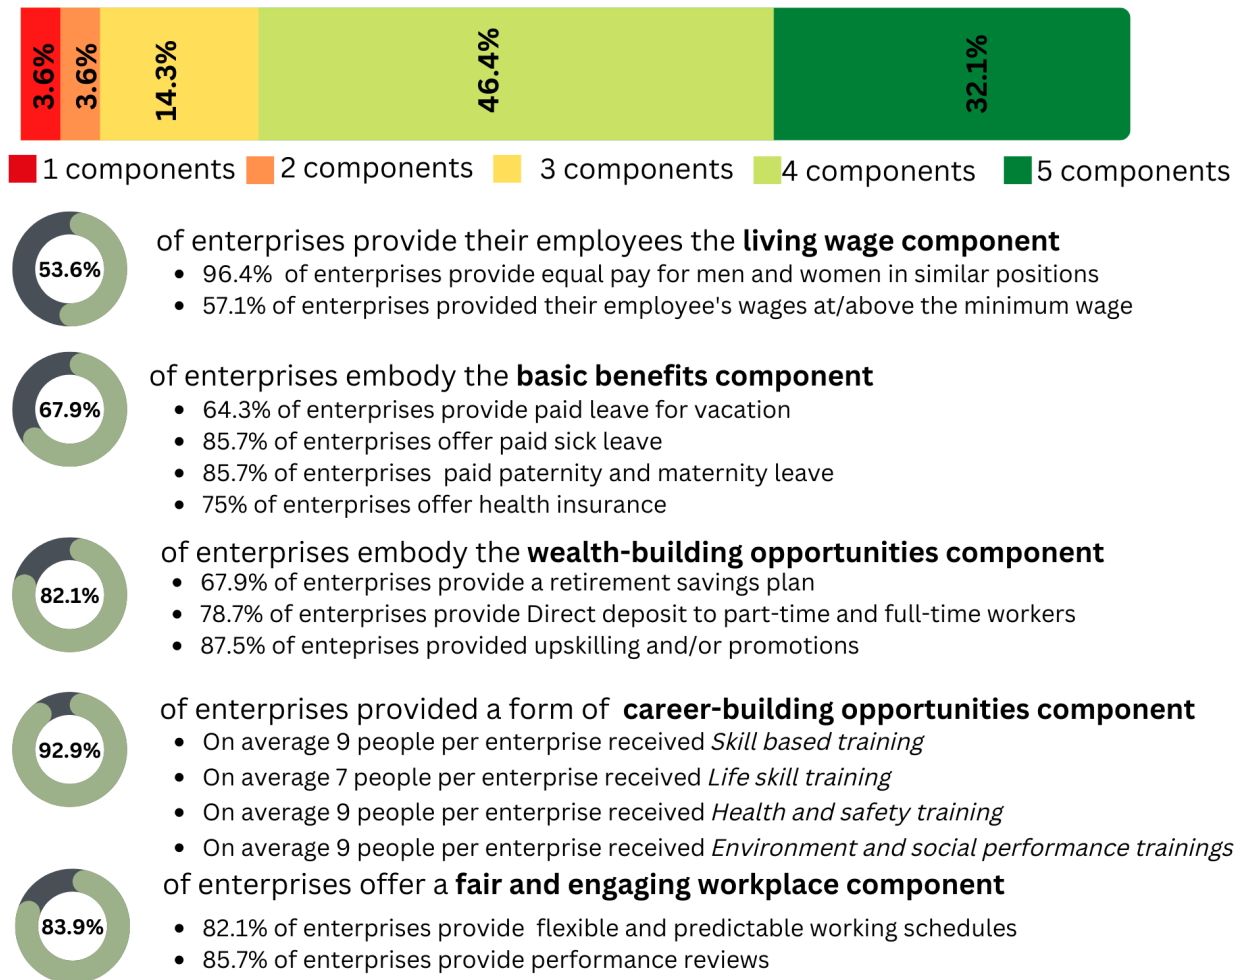 3.6%
3.6%
14.3%
46.4%
32.1%
1 components
2 components
3 components
4 components
5 components
53.6%
of enterprises provide their employees the living wage component
• 96.4% of enterprises provide equal pay for men and women in similar positions
• 57.1% of enterprises provided their employee's wages at/above the minimum wage
67.9%
of enterprises embody the basic benefits component
• 64.3% of enterprises provide paid leave for vacation
• 85.7% of enterprises offer paid sick leave
• 85.7% of enterprises paid paternity and maternity leave
• 75% of enterprises offer health insurance
82.1%
of enterprises embody the wealth-building opportunities component
• 67.9% of enterprises provide a retirement savings plan
• 78.7% of enterprises provide Direct deposit to part-time and full-time workers
• 87.5% of enteprises provided upskilling and/or promotions
92.9%
of enterprises provided a form of career-building opportunities component
• On average 9 people per enterprise received Skill based training
• On average 7 people per enterprise received Life skill training
• On average 9 people per enterprise received Health and safety training
• On average 9 people per enterprise received Environment and social performance trainings
83.9%
of enterprises offer a fair and engaging workplace component
• 82.1% of enterprises provide flexible and predictable working schedules
• 85.7% of enterprises provide performance reviews